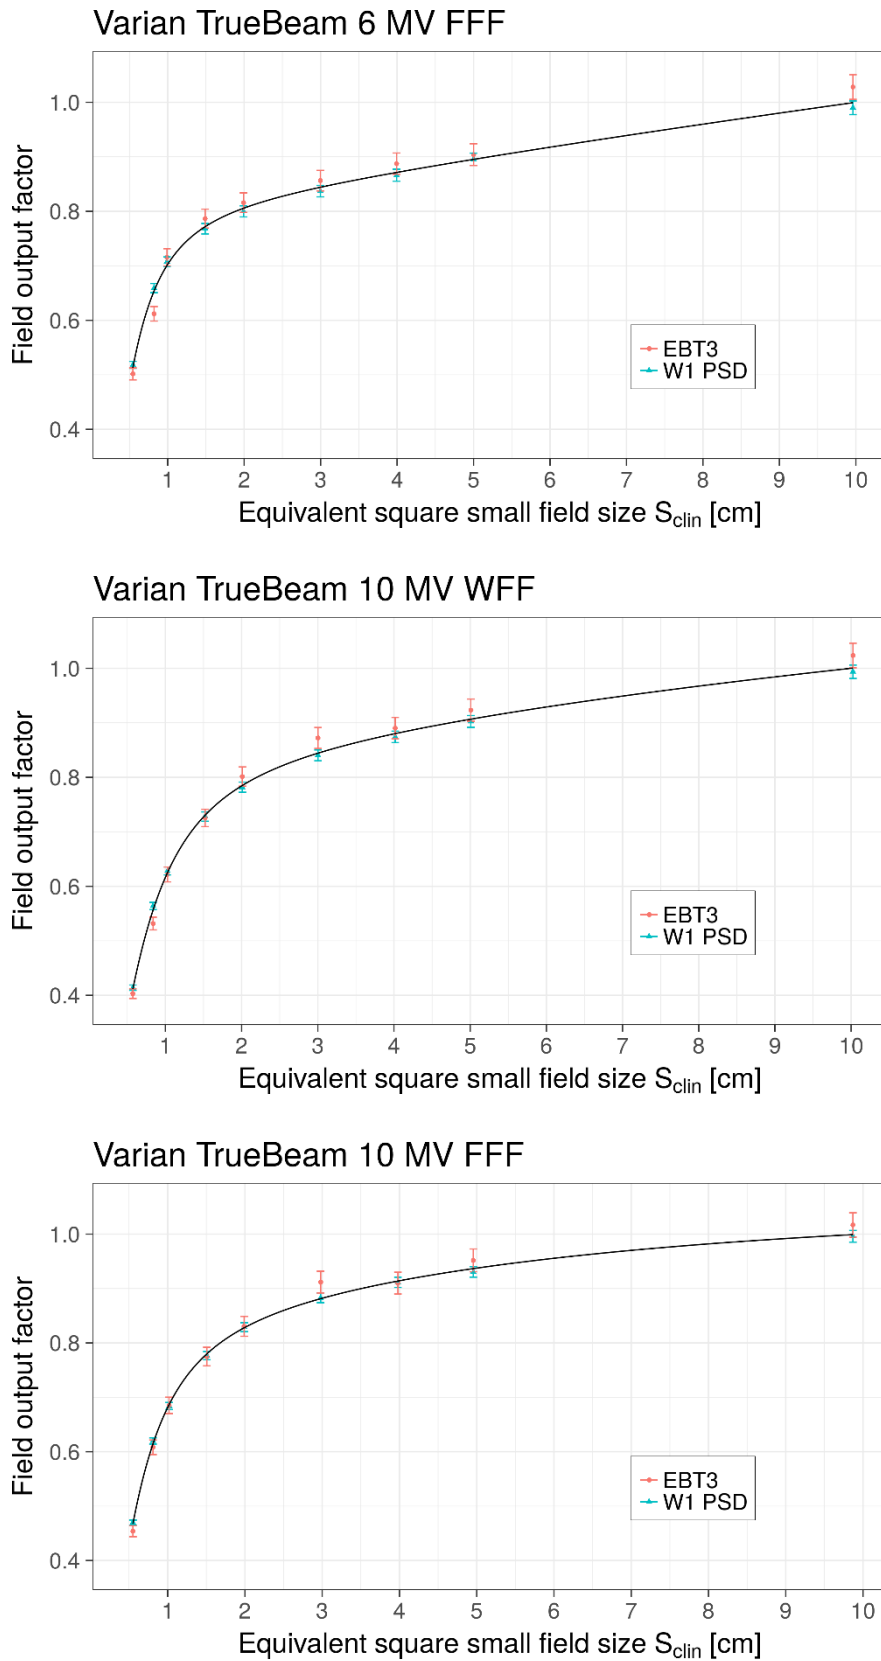 Varian TrueBeam 6 MV FFF
Field output factor
1.0
0.8
0.6
0.4
EBT3
W1 PSD
1 2 3 4 5 6 7 8 9 10
Equivalent square small field size Sclin [cm]
Varian TrueBeam 10 MV WFF
Field output factor
1.0
0.8
0.6
0.4
EBT3
W1 PSD
1 2 3 4 5 6 7 8 9 10
Equivalent square small field size Sclin [cm]
Varian TrueBeam 10 MV FFF
Field output factor
1.0
0.8
0.6
0.4
EBT3
W1 PSD
1 2 3 4 5 6 7 8 9 10
Equivalent square small field size Sclin [cm]